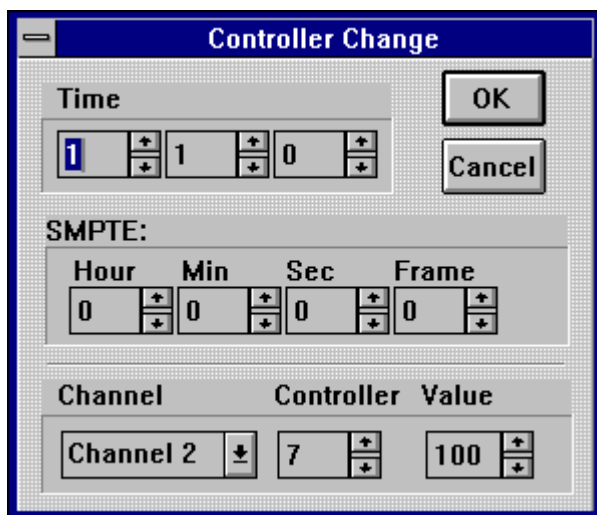 Controller Change
Time
OK
1 1 0
Cancel
SMPTE:
Hour Min Sec Frame
0 0 0 0
Channel Controller Value
Channel 2 7 100